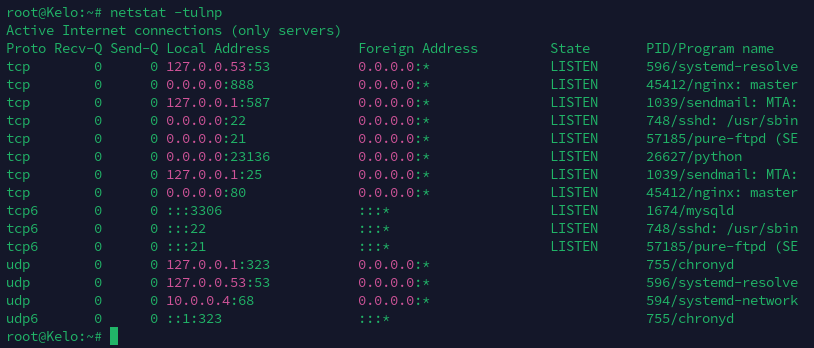 root@Kelo:~# netstat -tulnp
Active Internet connections (only servers)
Proto Recv-Q Send-Q Local Address           Foreign Address         State       PID/Program name
tcp        0      0 127.0.0.53:53           0.0.0.0:*               LISTEN      596/systemd-resolve
tcp        0      0 0.0.0.0:888             0.0.0.0:*               LISTEN      45412/nginx: master
tcp        0      0 127.0.0.1:587           0.0.0.0:*               LISTEN      1039/sendmail: MTA:
tcp        0      0 0.0.0.0:22              0.0.0.0:*               LISTEN      748/sshd: /usr/sbin
tcp        0      0 0.0.0.0:21              0.0.0.0:*               LISTEN      57185/pure-ftpd (SE
tcp        0      0 0.0.0.0:23136           0.0.0.0:*               LISTEN      26627/python
tcp        0      0 127.0.0.1:25            0.0.0.0:*               LISTEN      1039/sendmail: MTA:
tcp        0      0 0.0.0.0:80              0.0.0.0:*               LISTEN      45412/nginx: master
tcp6       0      0 :::3306                 :::*                    LISTEN      1674/mysqld
tcp6       0      0 :::22                   :::*                    LISTEN      748/sshd: /usr/sbin
tcp6       0      0 :::21                   :::*                    LISTEN      57185/pure-ftpd (SE
udp        0      0 127.0.0.1:323           0.0.0.0:*                           755/chronyd
udp        0      0 127.0.0.53:53           0.0.0.0:*                           596/systemd-resolve
udp        0      0 10.0.0.4:68             0.0.0.0:*                           594/systemd-network
udp6       0      0 ::1:323                 :::*                                755/chronyd
root@Kelo:~#